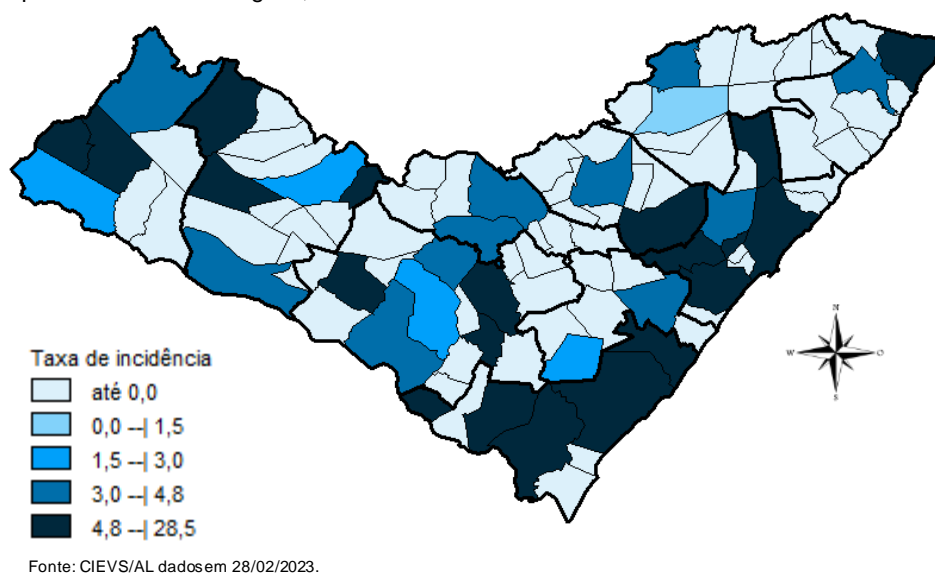 Taxa de incidência
até 0,0
0,0 --| 1,5
1,5 --| 3,0
3,0 --| 4,8
4,8 --| 28,5
N
W
O
S
Fonte: CIEVS/AL dadosem 28/02/2023.